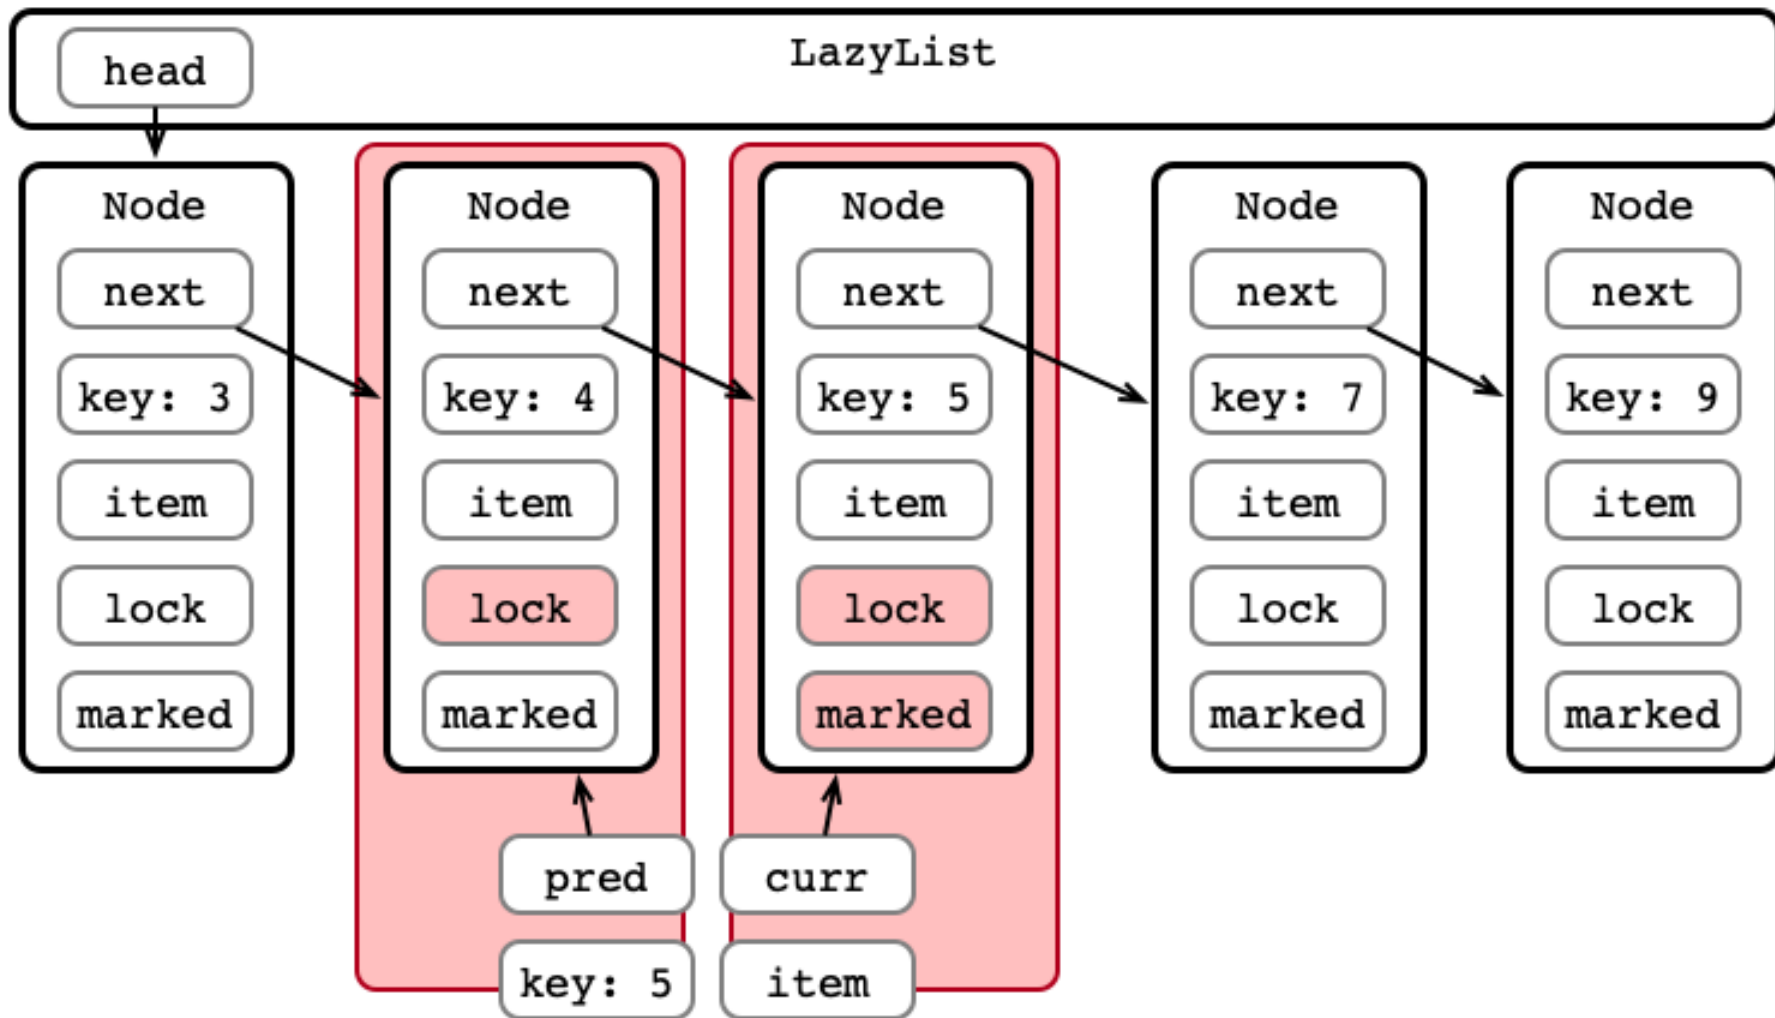 LazyList
head
Node
next
key: 3
item
lock
marked
Node
next
key: 4
item
lock
marked
Node
next
key: 5
item
lock
marked
Node
next
key: 7
item
lock
marked
Node
next
key: 9
item
lock
marked
pred
curr
key: 5
item